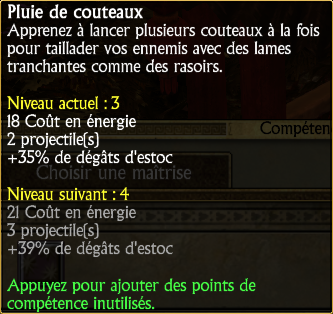 Pluie de couteaux
Apprenez à lancer plusieurs couteaux à la fois
pour taillader vos ennemis avec des lames
tranchantes comme des rasoirs.
Niveau actuel : 3
18 Coût en énergie
Compéten
2 projectile(s)
+35% de dégâts d'estoc
Choisir une maîtrise
Niveau suivant : 4
21 Coût en énergie
3 projectile(s)
+39% de dégâts d'estoc
Appuyez pour ajouter des points de
compétence inutilisés.